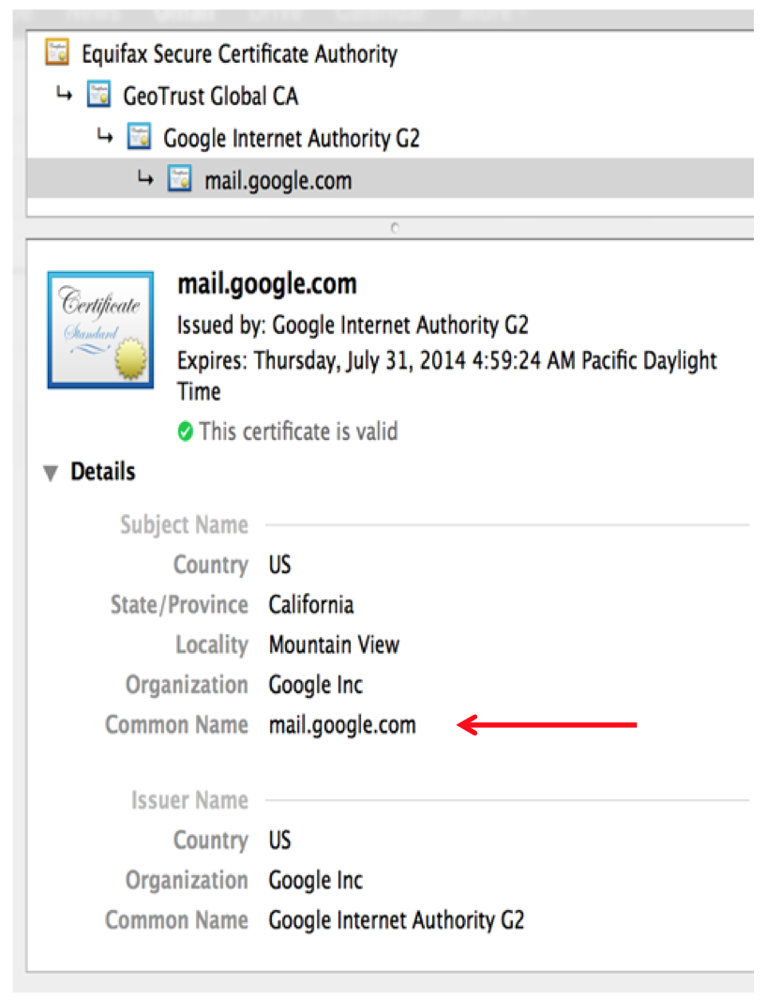 Equifax Secure Certificate Authority
GeoTrust Global CA
Google Internet Authority G2
mail.google.com
Certificate
Standard
mail.google.com
Issued by: Google Internet Authority G2
Expires: Thursday, July 31, 2014 4:59:24 AM Pacific Daylight
Time
This certificate is valid
Details
Subject Name
Country US
State/Province California
Locality Mountain View
Organization Google Inc
Common Name mail.google.com
Issuer Name
Country US
Organization Google Inc
Common Name Google Internet Authority G2